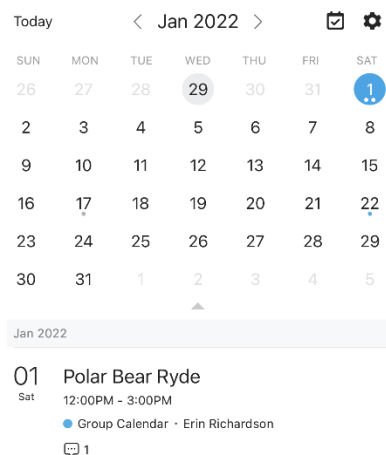 Today Jan 2022
SUN MON TUE WED THU FRI SAT
26 27 28 29 30 31 1
2 3 4 5 6 7 8
9 10 11 12 13 14 15
16 17 18 19 20 21 22
23 24 25 26 27 28 29
30 31 1 2 3 4 5
Jan 2022
01 Polar Bear Ryde
Sat 12:00PM - 3:00PM
Group Calendar · Erin Richardson
1